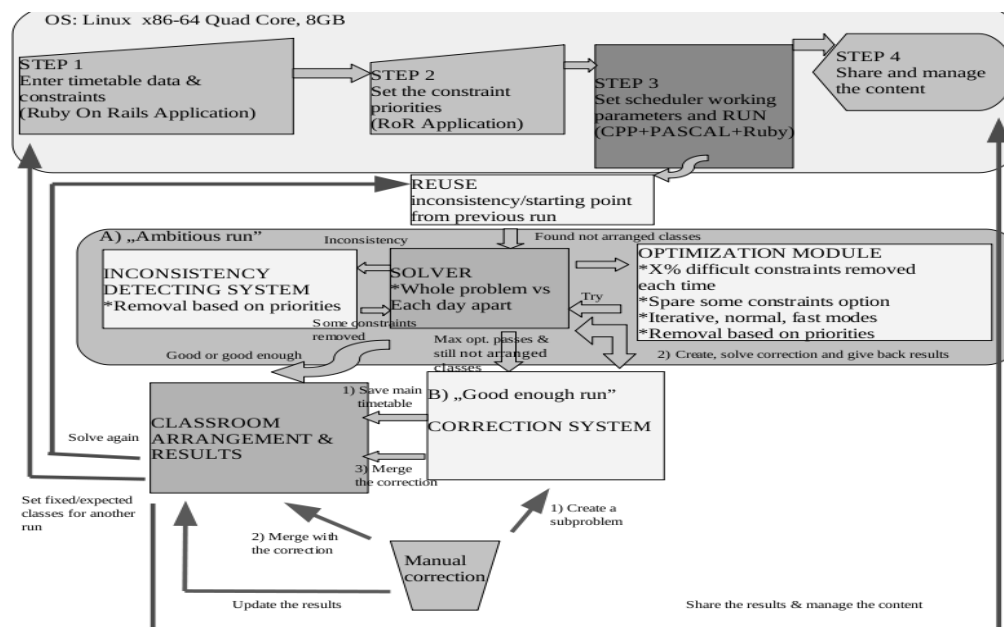 OS: Linux x86-64 Quad Core, 8GB
STEP 1
Enter timetable data &
constraints
(Ruby On Rails Application)
STEP 2
Set the constraint
priorities
(RoR Application)
STEP 3
Set scheduler working
parameters and RUN
(CPP+PASCAL+Ruby)
STEP 4
Share and manage
the content
REUSE
inconsistency/starting point
from previous run
A) „Ambitious run”
Inconsistency
Found not arranged classes
INCONSISTENCY
DETECTING SYSTEM
*Removal based on priorities
SOLVER
*Whole problem vs
Each day apart
OPTIMIZATION MODULE
*X% difficult constraints removed
each time
*Spare some constraints option
*Iterative, normal, fast modes
*Removal based on priorities
Try
Some constraints
removed
Good or good enough
Max opt. passes &
still not arranged
classes
2) Create, solve correction and give back results
1) Save main
timetable
B) „Good enough run”
CORRECTION SYSTEM
CLASSROOM
ARRANGEMENT &
RESULTS
Solve again
3) Merge
the correction
Set fixed/expected
classes for another
run
1) Create a
subproblem
2) Merge with
the correction
Manual
correction
Update the results
Share the results & manage the content